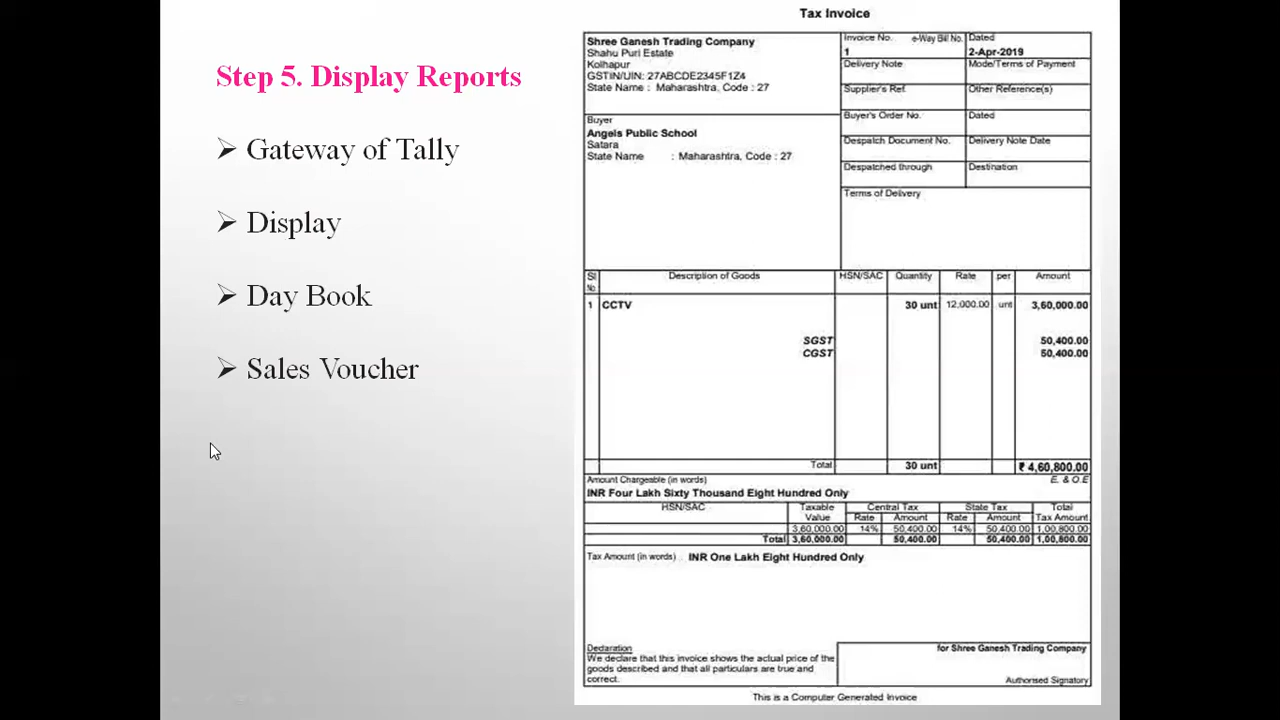 Step 5. Display Reports
Gateway of Tally
Display
Day Book
Sales Voucher
Tax Invoice
Shree Ganesh Trading Company
Shahu Puri Estate
Kolhapur
GSTIN/UIN: 27ABCDE2345F1Z4
State Name : Maharashtra, Code : 27
Invoice No. e-Way Bill No. Dated
1 2-Apr-2019
Delivery Note Mode/Terms of Payment
Supplier's Ref. Other Reference(s)
Buyer
Angels Public School
Satara
State Name : Maharashtra, Code : 27
Buyer's Order No. Dated
Despatch Document No. Delivery Note Date
Despatched through Destination
Terms of Delivery
Sl No. Description of Goods HSN/SAC Quantity Rate per Amount
1 CCTV 30 unt 12,000.00 unt 3,60,000.00
SGST 50,400.00
CGST 50,400.00
Total 30 unt ₹ 4,60,800.00
Amount Chargeable (in words) E. & O.E
INR Four Lakh Sixty Thousand Eight Hundred Only
HSN/SAC Taxable Central Tax State Tax Total
Value Rate Amount Rate Amount Tax Amount
3,60,000.00 14% 50,400.00 14% 50,400.00 1,00,800.00
Total 3,60,000.00 50,400.00 50,400.00 1,00,800.00
Tax Amount (in words) : INR One Lakh Eight Hundred Only
Declaration
We declare that this invoice shows the actual price of the
goods described and that all particulars are true and
correct.
for Shree Ganesh Trading Company
Authorised Signatory
This is a Computer Generated Invoice